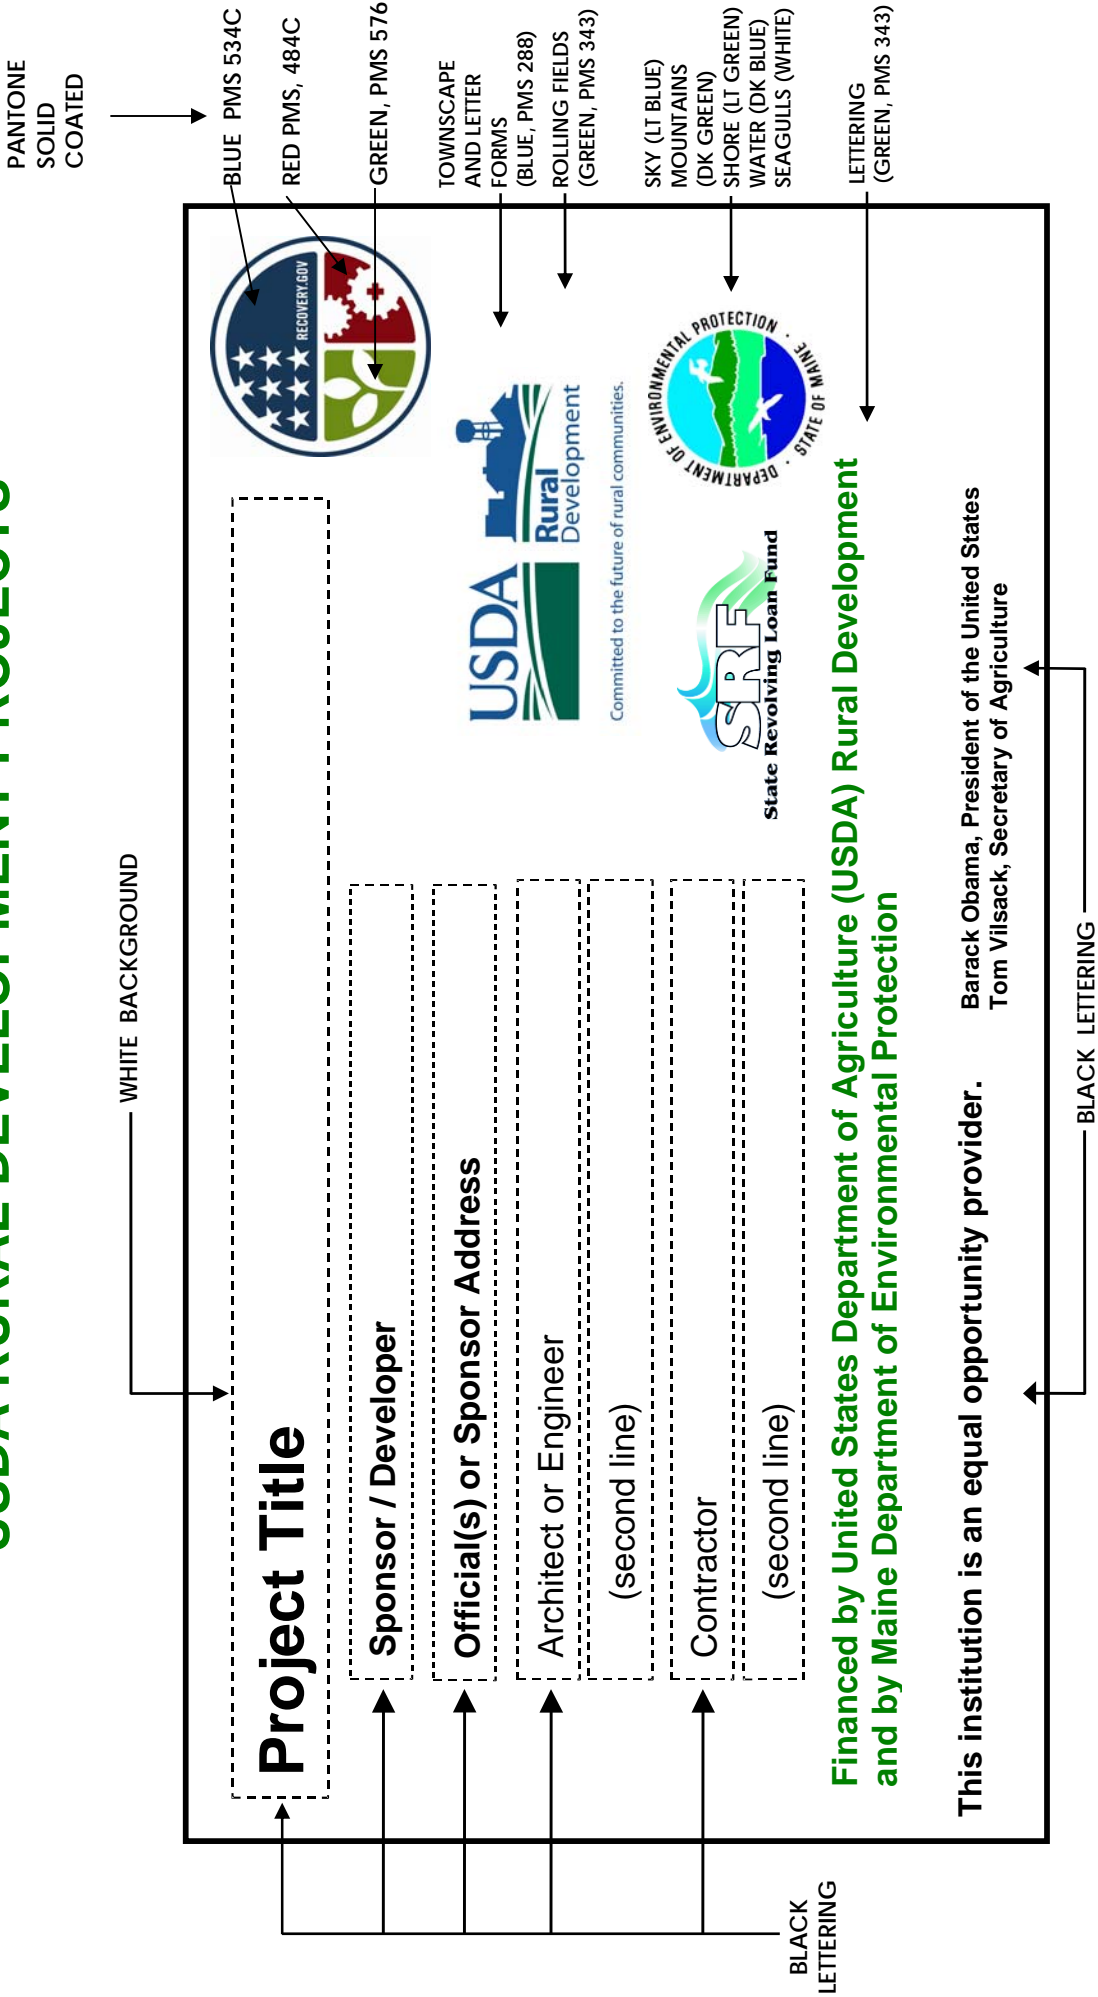 USDA RURAL DEVELOPMENT PROJECTS
PANTONE
SOLID
COATED
WHITE BACKGROUND
BLUE PMS 534C
RED PMS, 484C
GREEN, PMS 576
TOWNSCAPE
AND LETTER
FORMS
(BLUE, PMS 288)
ROLLING FIELDS
(GREEN, PMS 343)
SKY (LT BLUE)
MOUNTAINS
(DK GREEN)
SHORE (LT GREEN)
WATER (DK BLUE)
SEAGULLS (WHITE)
LETTERING
(GREEN, PMS 343)
Project Title
RECOVERY.GOV
Sponsor / Developer
Official(s) or Sponsor Address
Architect or Engineer
(second line)
Contractor
(second line)
USDA
Rural
Development
Committed to the future of rural communities.
SRF
State Revolving Loan Fund
DEPARTMENT OF ENVIRONMENTAL PROTECTION · STATE OF MAINE ·
Financed by United States Department of Agriculture (USDA) Rural Development
and by Maine Department of Environmental Protection
This institution is an equal opportunity provider.
Barack Obama, President of the United States
Tom Vilsack, Secretary of Agriculture
BLACK
LETTERING
BLACK LETTERING